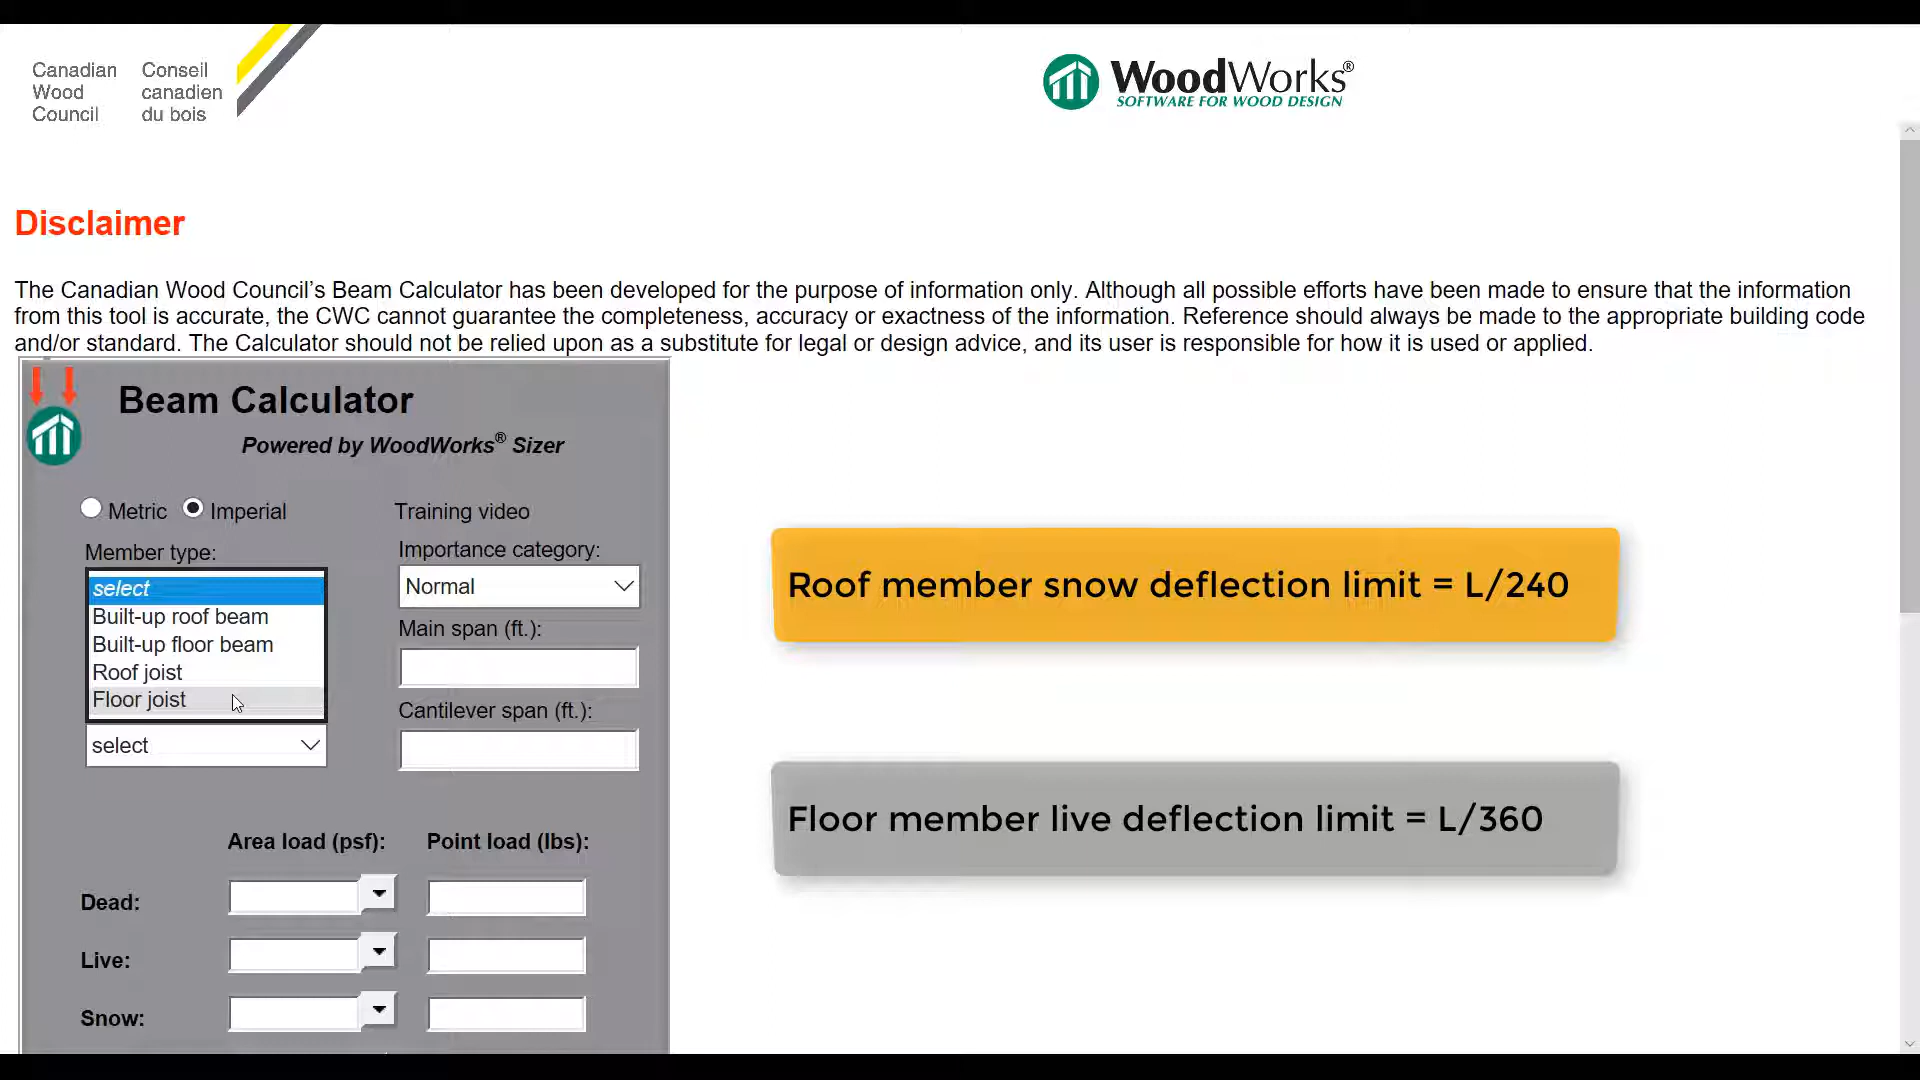 Canadian
Wood
Council
Conseil
canadien
du bois
WoodWorks®
SOFTWARE FOR WOOD DESIGN
Disclaimer
The Canadian Wood Council’s Beam Calculator has been developed for the purpose of information only. Although all possible efforts have been made to ensure that the information
from this tool is accurate, the CWC cannot guarantee the completeness, accuracy or exactness of the information. Reference should always be made to the appropriate building code
and/or standard. The Calculator should not be relied upon as a substitute for legal or design advice, and its user is responsible for how it is used or applied.
Beam Calculator
Powered by WoodWorks® Sizer
Metric Imperial
Training video
Member type:
Importance category:
select
Normal
Built-up roof beam
Built-up floor beam
Roof joist
Floor joist
select
Main span (ft.):
Cantilever span (ft.):
Area load (psf): Point load (lbs):
Dead:
Live:
Snow:
Roof member snow deflection limit = L/240
Floor member live deflection limit = L/360